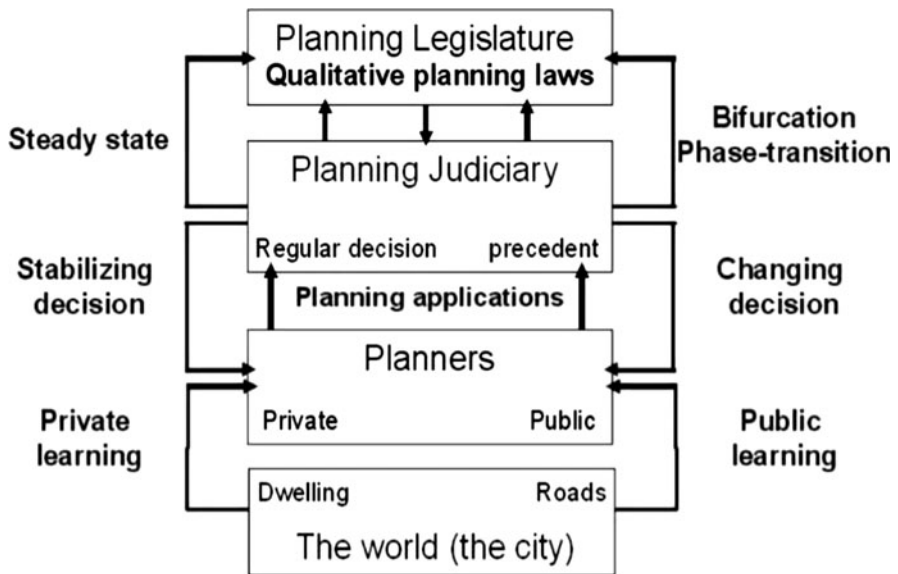 Planning Legislature
Qualitative planning laws
Steady state
Bifurcation
Phase-transition
Planning Judiciary
Regular decision
precedent
Stabilizing
decision
Planning applications
Changing
decision
Planners
Private
Public
Private
learning
Public
learning
Dwelling
Roads
The world (the city)